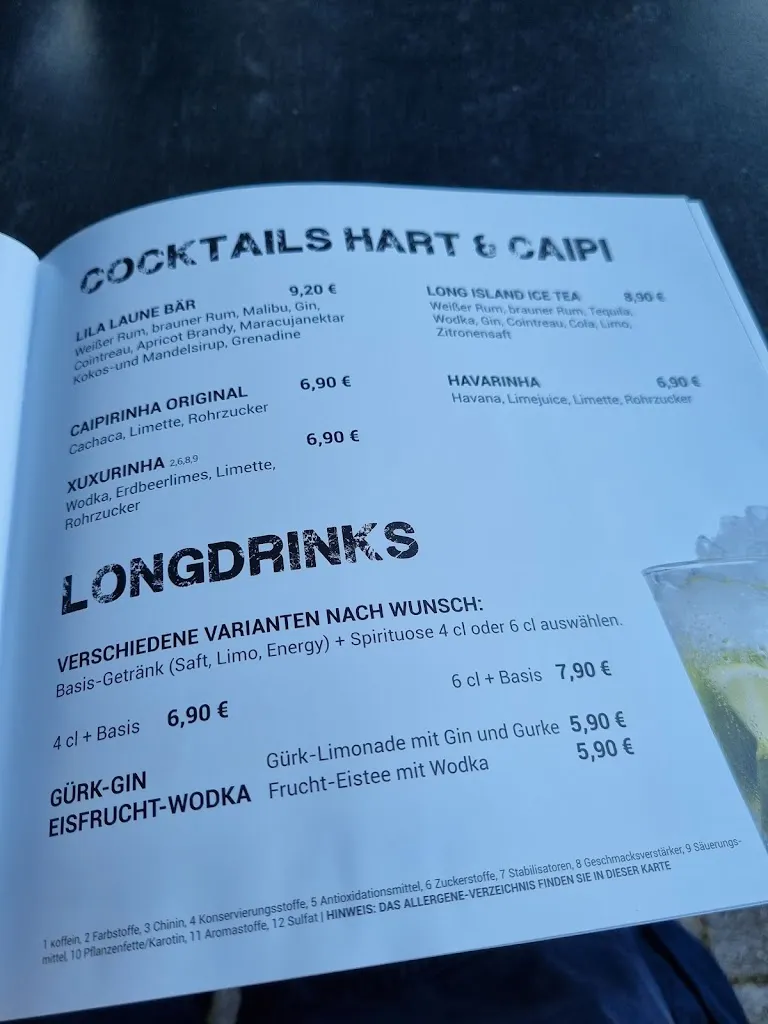 COCKTAILS HART & CAIPI
LILA LAUNE BÄR 9,20 €
Weißer Rum, brauner Rum, Malibu, Gin,
Cointreau, Apricot Brandy, Maracujanektar
Kokos-und Mandelsirup, Grenadine
CAIPIRINHA ORIGINAL 6,90 €
Cachaca, Limette, Rohrzucker
XUXURINHA 2,6,8,9 6,90 €
Wodka, Erdbeerlimes, Limette,
Rohrzucker
LONG ISLAND ICE TEA 8,90 €
Weißer Rum, brauner Rum, Tequila,
Wodka, Gin, Cointreau, Cola, Limo,
Zitronensaft
HAVARINHA 6,90 €
Havana, Limejuice, Limette, Rohrzucker
LONGDRINKS
VERSCHIEDENE VARIANTEN NACH WUNSCH:
Basis-Getränk (Saft, Limo, Energy) + Spirituose 4 cl oder 6 cl auswählen.
4 cl + Basis 6,90 € 6 cl + Basis 7,90 €
GÜRK-GIN Gürk-Limonade mit Gin und Gurke 5,90 €
EISFRUCHT-WODKA Frucht-Eistee mit Wodka 5,90 €
1 koffein, 2 Farbstoffe, 3 Chinin, 4 Konservierungsstoffe, 5 Antioxidationsmittel, 6 Zuckerstoffe, 7 Stabilisatoren, 8 Geschmacksverstärker, 9 Säuerungs-
mittel, 10 Pflanzenfette/Karotin, 11 Aromastoffe, 12 Sulfat | HINWEIS: DAS ALLERGENE-VERZEICHNIS FINDEN SIE IN DIESER KARTE